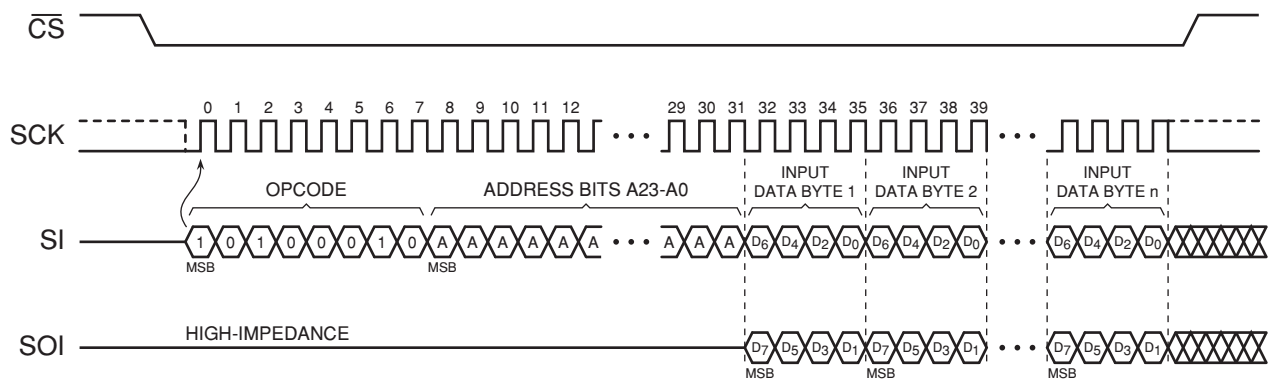 CS
0 1 2 3 4 5 6 7 8 9 10 11 12 29 30 31 32 33 34 35 36 37 38 39
SCK
OPCODE
ADDRESS BITS A23-A0
INPUT
DATA BYTE 1
INPUT
DATA BYTE 2
INPUT
DATA BYTE n
SI
1 0 1 0 0 0 1 0 A A A A A A A A A D6 D4 D2 D0 D6 D4 D2 D0 D6 D4 D2 D0
MSB MSB
HIGH-IMPEDANCE
SOI
D7 D5 D3 D1 D7 D5 D3 D1 D7 D5 D3 D1
MSB MSB MSB